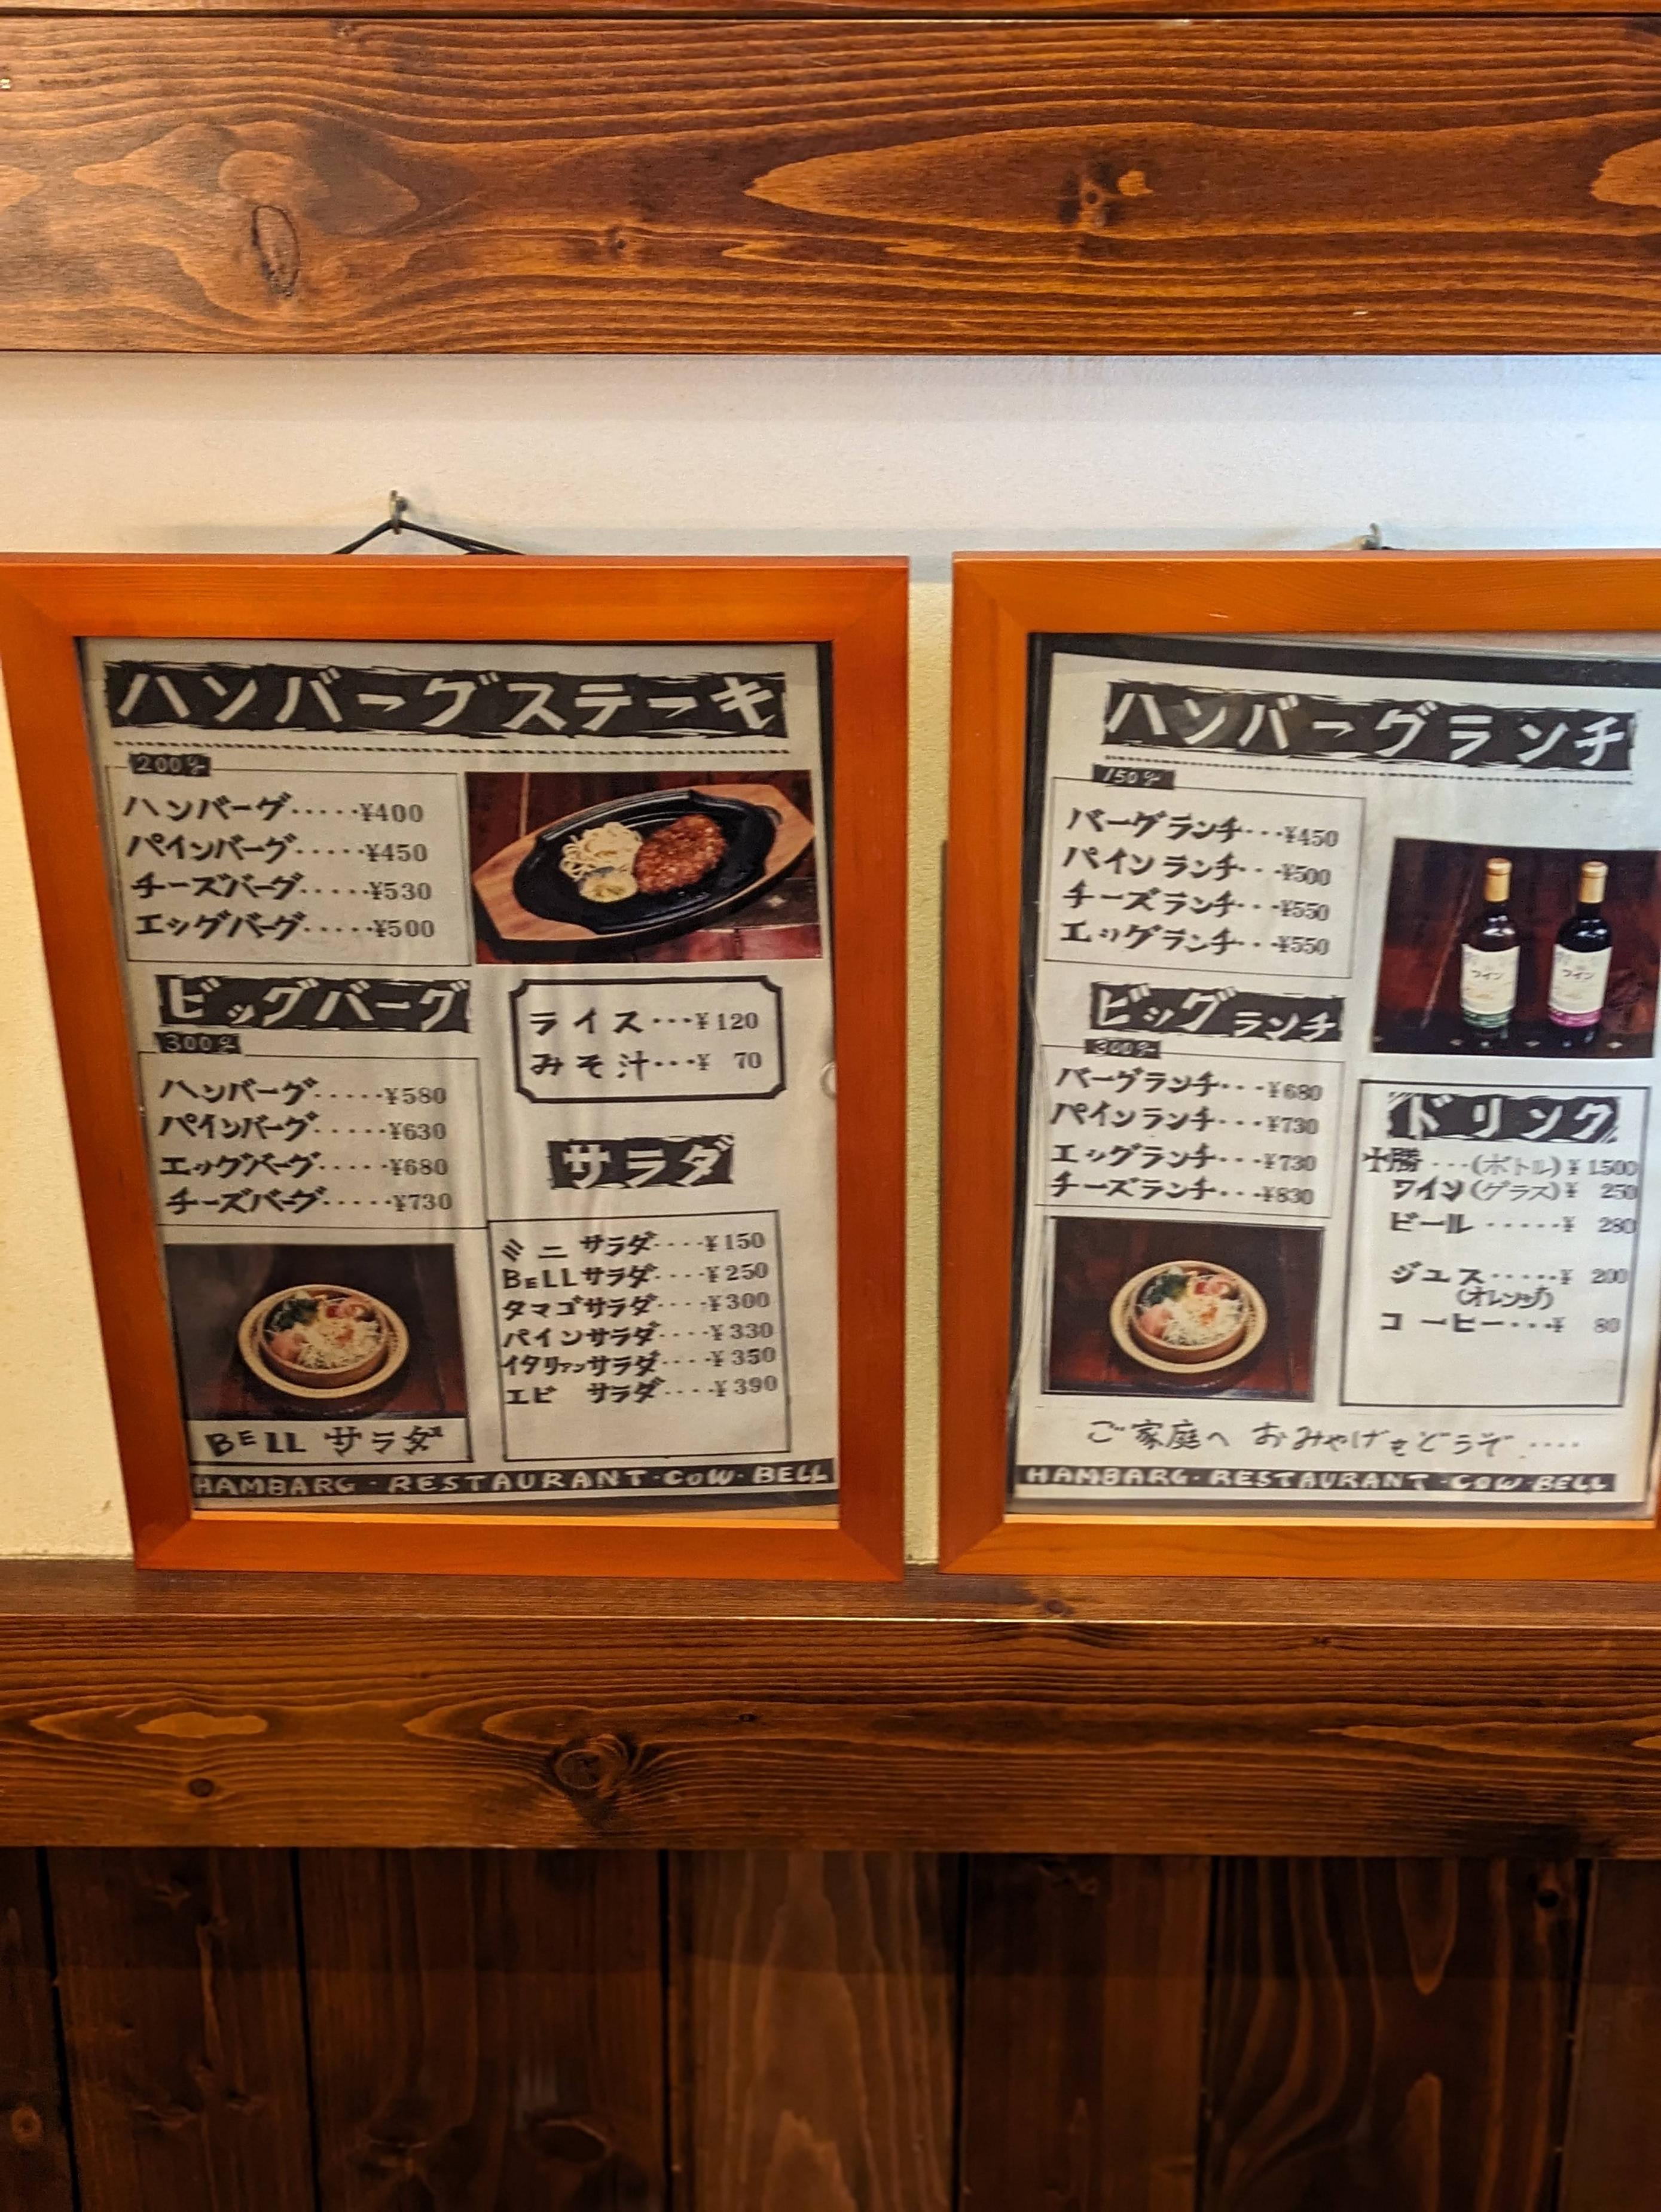 ハンバーグステーキ
200g
ハンバーグ‥‥‥¥400
パインバーグ‥‥‥¥450
チーズバーグ‥‥‥¥530
エッグバーグ‥‥‥¥500
ビッグバーグ
300g
ハンバーグ‥‥‥¥580
パインバーグ‥‥‥¥630
エッグバーグ‥‥‥¥680
チーズバーグ‥‥‥¥730
ライス・・・¥120
みそ汁・・・¥ 70
サラダ
ミニ サラダ‥‥¥150
BELLサラダ‥‥¥250
タマゴサラダ‥‥¥300
パインサラダ‥‥¥330
イタリアンサラダ‥‥¥350
エビ サラダ‥‥¥390
BELL サラダ
HAMBARG・RESTAURANT・COW・BELL
ハンバーグランチ
150g
バーグランチ・・・¥450
パインランチ・・・¥500
チーズランチ・・・¥550
エッグランチ・・・¥550
ビッグランチ
300g
バーグランチ・・・¥680
パインランチ・・・¥730
エッグランチ・・・¥730
チーズランチ・・・¥830
ワイン
ワイン
ドリンク
十勝・・・(ボトル)¥1500
ワイン(グラス)¥ 250
ビール・・・・・¥ 280
ジュス・・・・・¥ 200
(オレンジ)
コーヒー・・・¥ 80
ご家庭へ おみやげをどうぞ‥‥
HAMBARG・RESTAURANT・COW・BELL